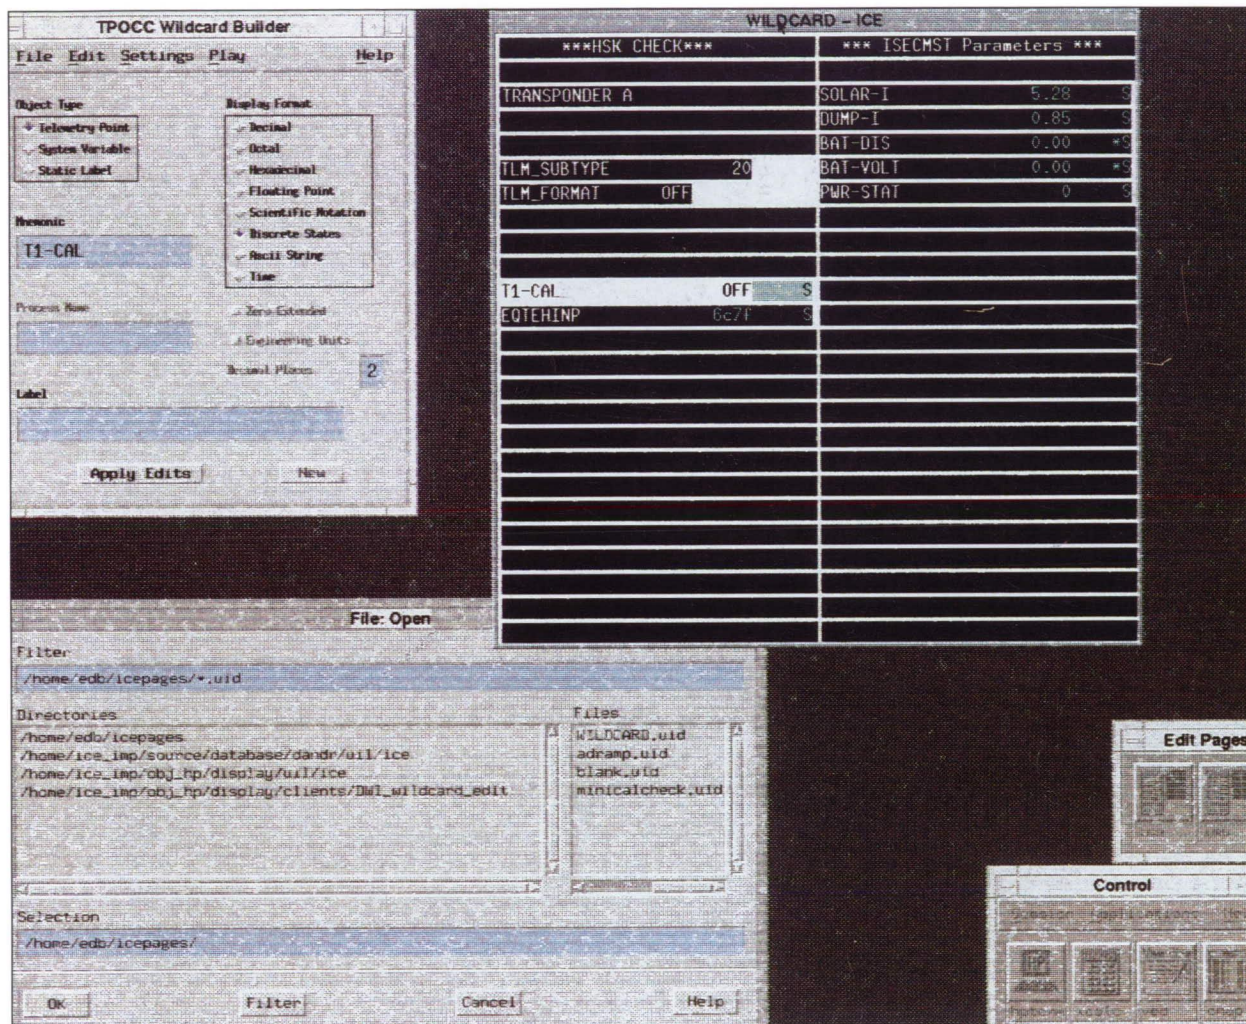 TPOCC Wildcard Builder
File Edit Settings Play Help
Object Type
Telemetry Point
System Variable
Static Label
Display Format
Decimal
Octal
Hexadecimal
Floating Point
Scientific Notation
Discrete States
Ascii String
Time
Mnemonic
T1-CAL
Process Name
Zero Extended
Engineering Units
Decimal Places 2
Label
Apply Edits New
WILDCARD - ICE
***HSK CHECK*** *** ISECMST Parameters ***
TRANSPONDER A SOLAR-I 5.28 S
DUMP-I 0.85 S
BAT-DIS 0.00 *S
TLM_SUBTYPE 20 BAT-VOLT 0.00 *S
TLM_FORMAT OFF PWR-STAT 0 S
T1-CAL OFF S
EQTEHINP 6c7f S
File: Open
Filter
/home/edb/icepages/*.uid
Directories
/home/edb/icepages
/home/ice_imp/source/database/dandr/uil/ice
/home/ice_imp/obj_hp/display/uil/ice
/home/ice_imp/obj_hp/display/clients/DWl_wildcard_edit
Files
WILDCARD.uid
adramp.uid
blank.uid
minicalcheck.uid
Selection
/home/edb/icepages/
OK Filter Cancel Help
Edit Pages
Control